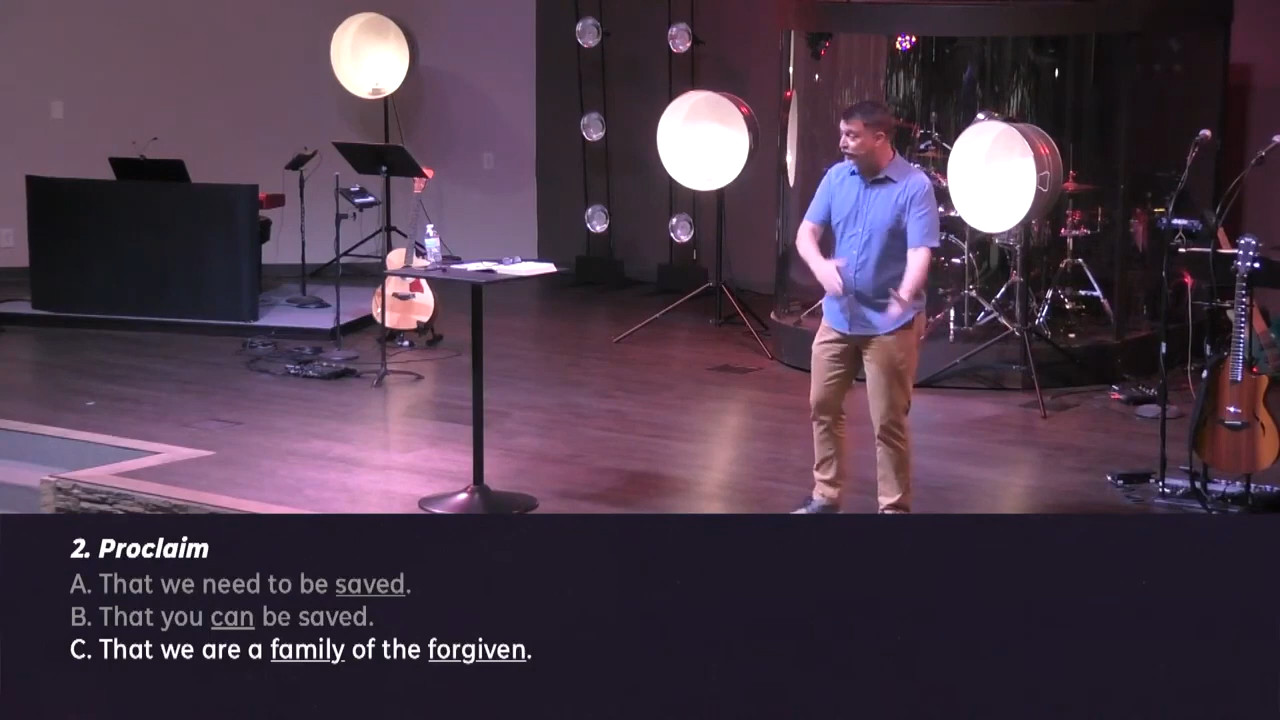 2. Proclaim
A. That we need to be saved.
B. That you can be saved.
C. That we are a family of the forgiven.